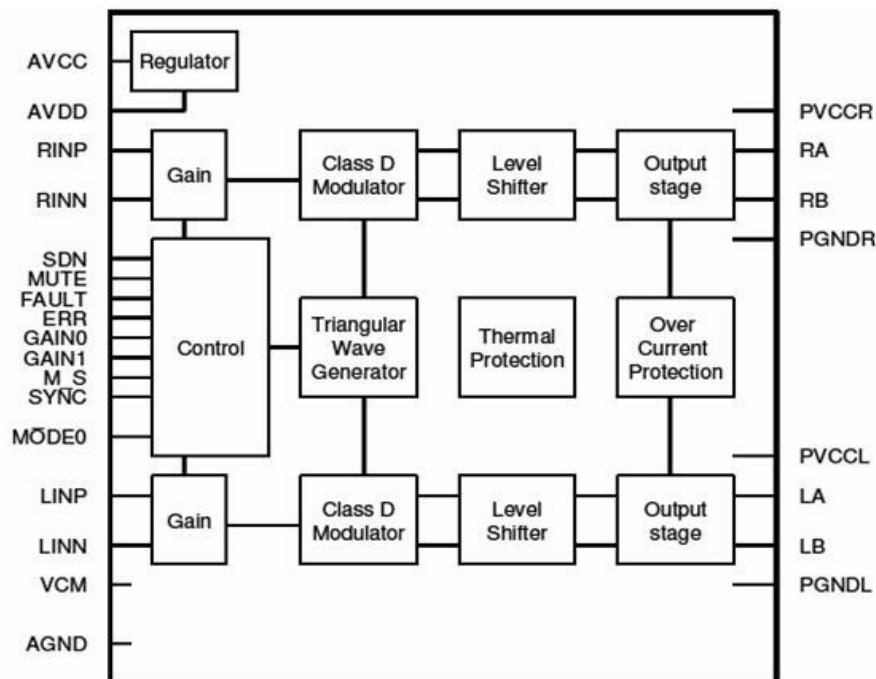 AVCC
Regulator
AVDD
PVCCR
RINP
RA
Gain
Class D
Modulator
Level
Shifter
Output
stage
RINN
RB
PGNDR
SDN
MUTE
FAULT
ERR
GAIN0
GAIN1
M_S
SYNC
MODE0
Control
Triangular
Wave
Generator
Thermal
Protection
Over
Current
Protection
PVCCL
LINP
LA
Gain
Class D
Modulator
Level
Shifter
Output
stage
LINN
LB
VCM
PGNDL
AGND